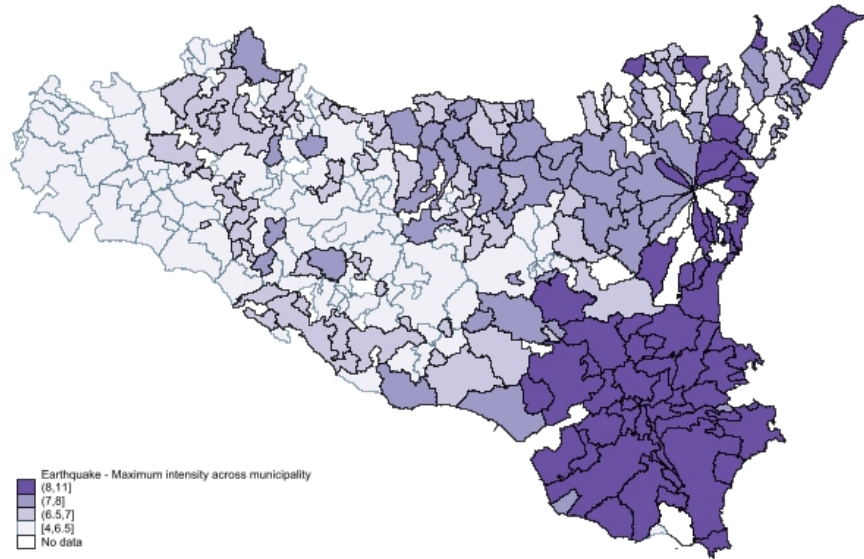 Earthquake - Maximum intensity across municipality
(8,11]
(7,8]
(6.5,7]
[4,6.5]
No data